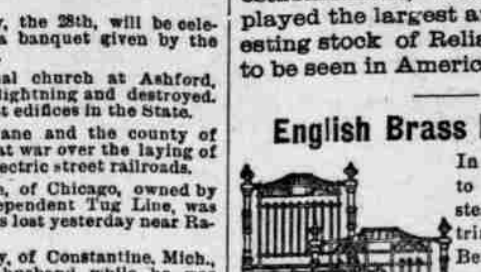 y, the 28th, will be cele-
a banquet given by the
al church at Ashford,
lightning and destroyed.
t edifices in the State.
ane and the county of
at war over the laying of
ectric street railroads.
, of Chicago, owned by
ependent Tug Line, was
s lost yesterday near Ra-
y, of Constantine, Mich.,
played the largest a
esting stock of Relia
to be seen in Americ
English Brass
In
to
ste
tri
Be